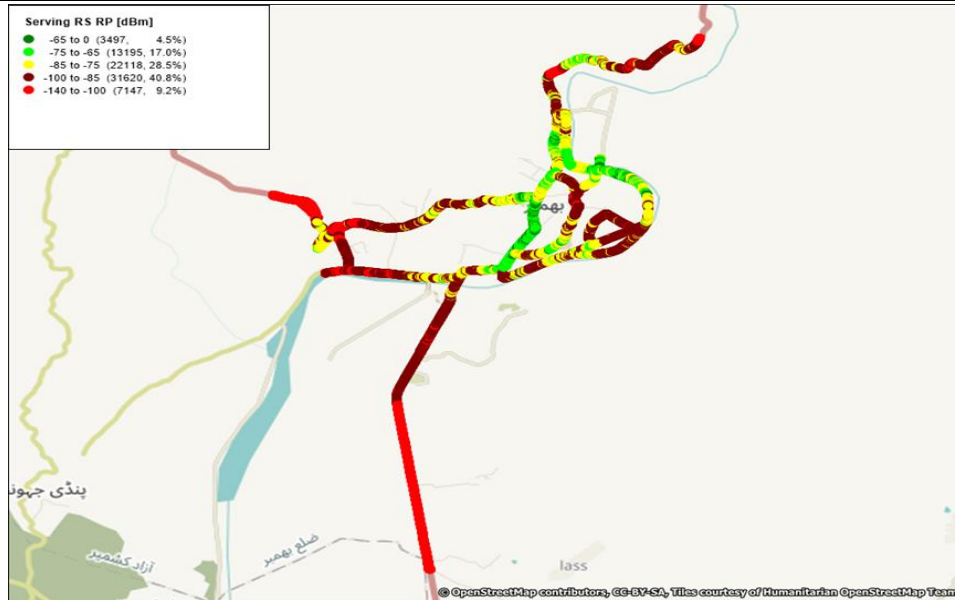 Serving RS RP [dBm]
-65 to 0 (3497, 4.5%)
-75 to -65 (13195, 17.0%)
-85 to -75 (22118, 28.5%)
-100 to -85 (31620, 40.8%)
-140 to -100 (7147, 9.2%)
پنڈی جہونـ
آزاد کشمیر
ضلع بھمبر
lass
© OpenStreetMap contributors, CC-BY-SA, Tiles courtesy of Humanitarian OpenStreetMap Team